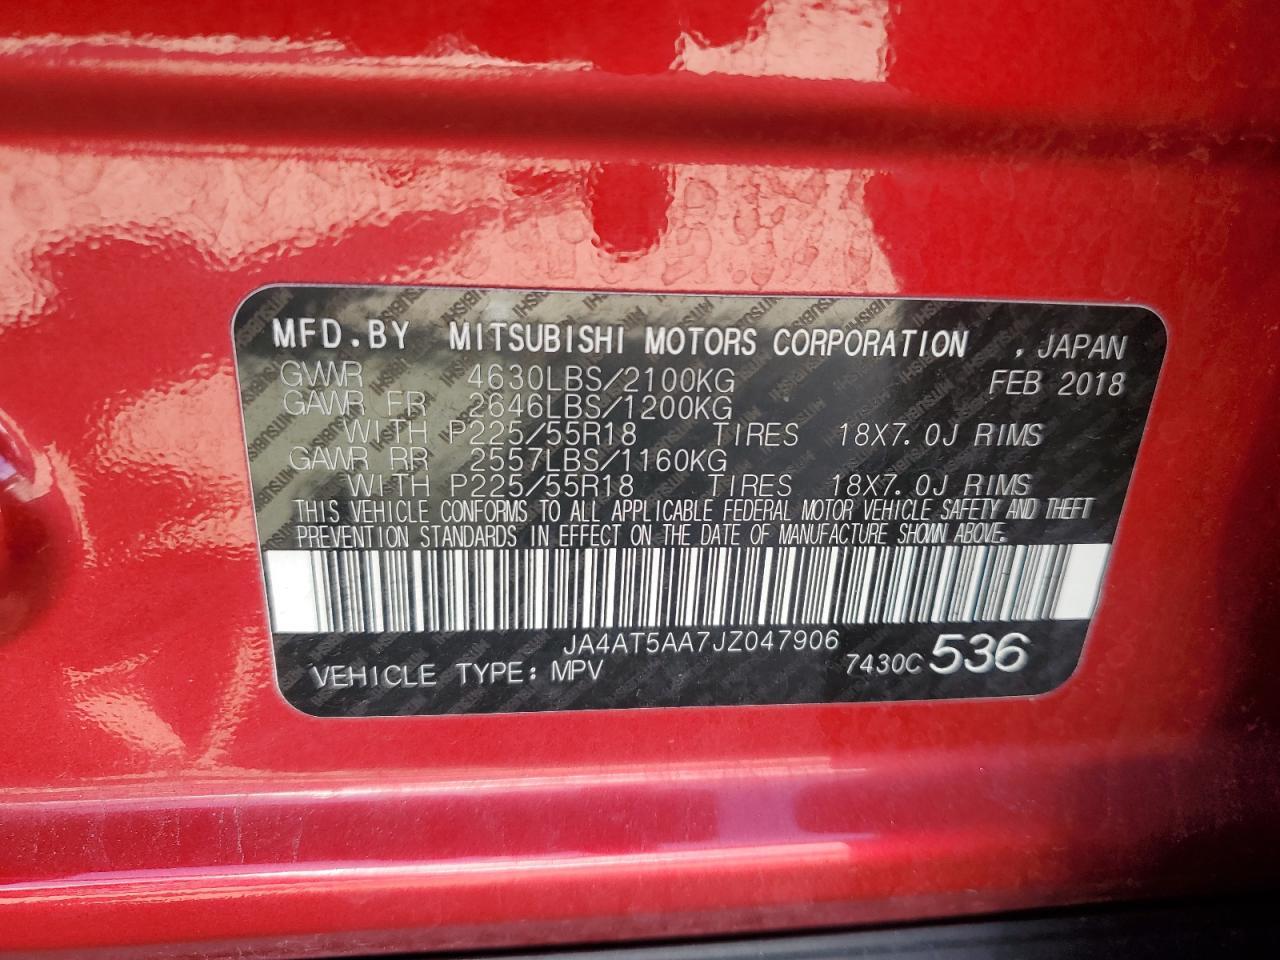 MFD.BY MITSUBISHI MOTORS CORPORATION , JAPAN
GVWR 4630LBS/2100KG FEB 2018
GAWR FR 2646LBS/1200KG
WITH P225/55R18 TIRES 18X7.0J RIMS
GAWR RR 2557LBS/1160KG
WITH P225/55R18 TIRES 18X7.0J RIMS
THIS VEHICLE CONFORMS TO ALL APPLICABLE FEDERAL MOTOR VEHICLE SAFETY AND THEFT
PREVENTION STANDARDS IN EFFECT ON THE DATE OF MANUFACTURE SHOWN ABOVE.
JA4AT5AA7JZ047906
VEHICLE TYPE: MPV 7430C 536